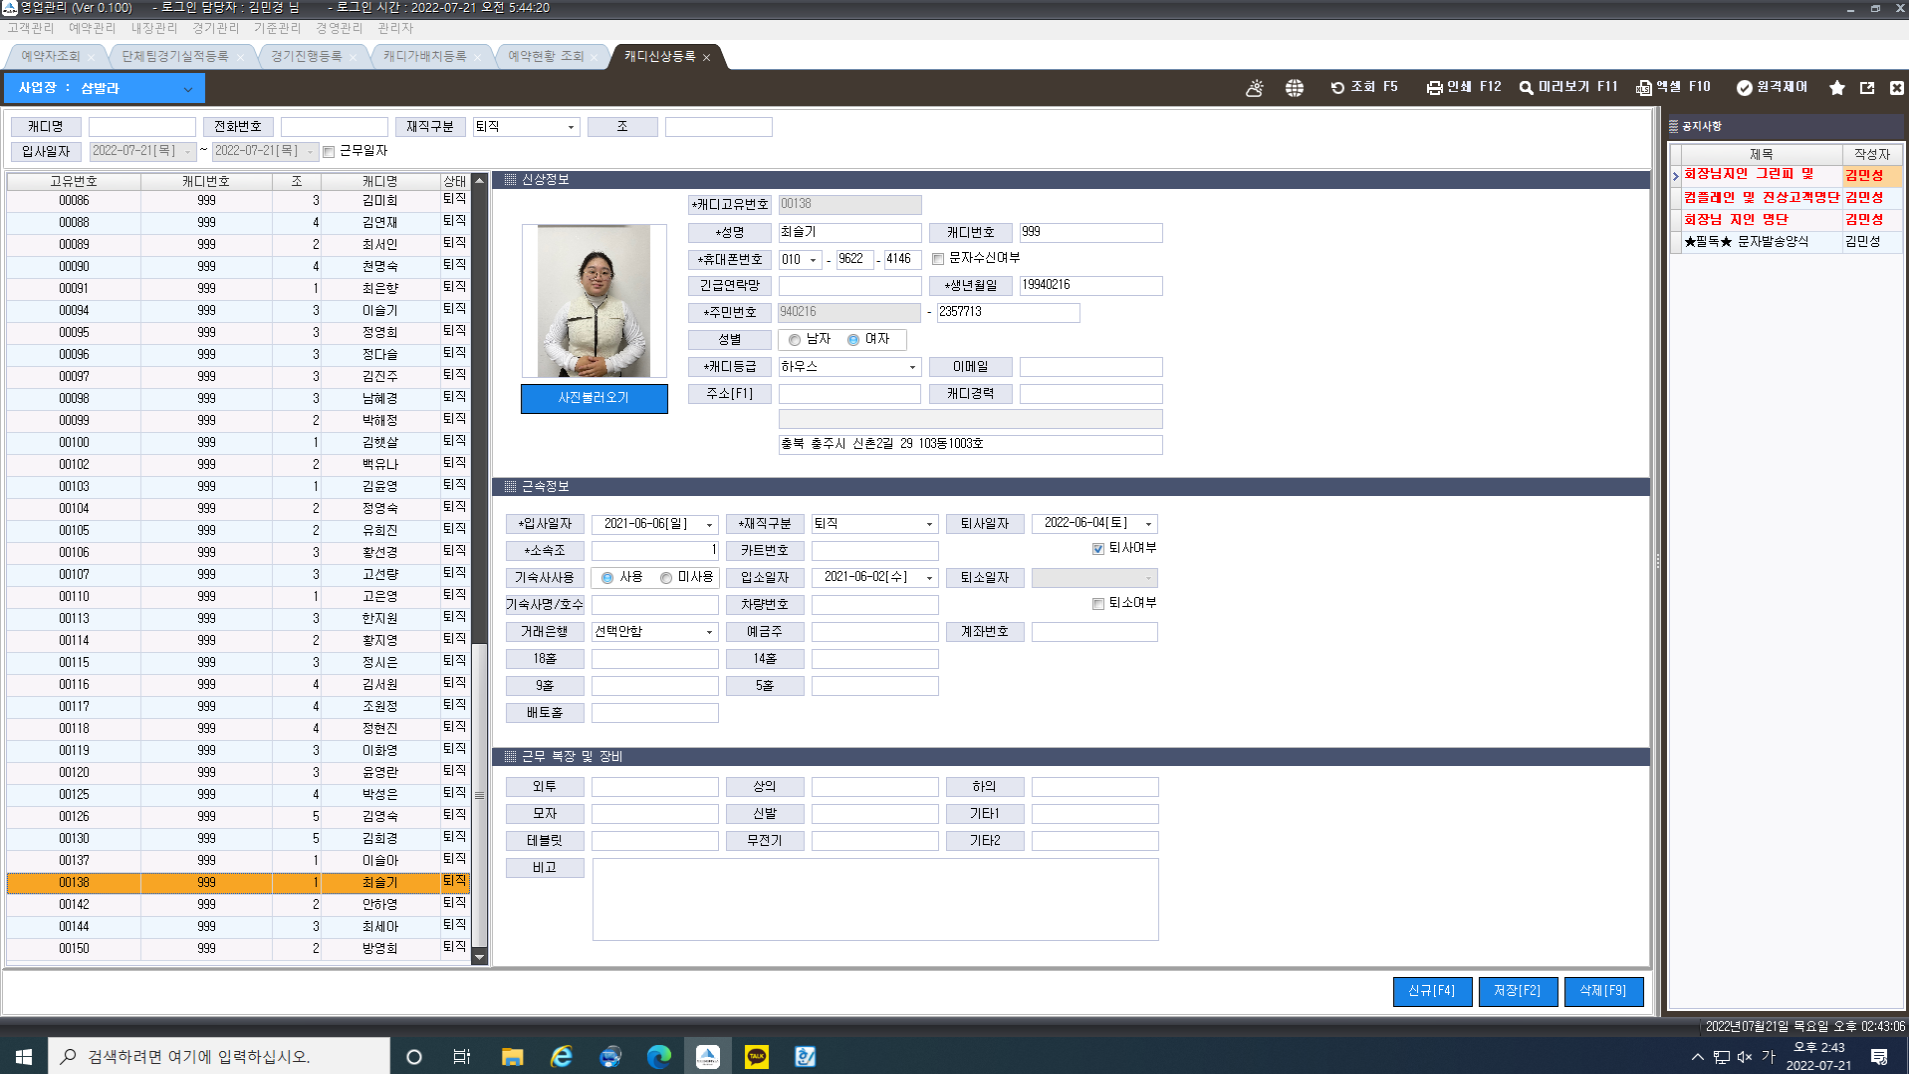 영업관리 (Ver 0.100) - 로그인 담당자 : 김민경 님 - 로그인 시간 : 2022-07-21 오전 5:44:20
고객관리 예약관리 내장관리 경기관리 기준관리 경영관리 관리자
예약자조회 × 단체팀경기실적등록 × 경기진행등록 × 캐디가배치등록 × 예약현황 조회 × 캐디신상등록 ×
사업장 : 샴발라 조회 F5 인쇄 F12 미리보기 F11 엑셀 F10 원격제어
캐디명 전화번호 재직구분 퇴직 조
입사일자 2022-07-21[목] ~ 2022-07-21[목] 근무일자
고유번호 캐디번호 조 캐디명 상태
00086 999 3 김미희 퇴직
00088 999 4 김연재 퇴직
00089 999 2 최서인 퇴직
00090 999 4 천명숙 퇴직
00091 999 1 최은향 퇴직
00094 999 3 이슬기 퇴직
00095 999 3 정영희 퇴직
00096 999 3 정다슬 퇴직
00097 999 3 김진주 퇴직
00098 999 3 남혜경 퇴직
00099 999 2 박해정 퇴직
00100 999 1 김햇살 퇴직
00102 999 2 백유나 퇴직
00103 999 1 김윤영 퇴직
00104 999 2 정영숙 퇴직
00105 999 2 유희진 퇴직
00106 999 3 황선경 퇴직
00107 999 3 고선량 퇴직
00110 999 1 고은영 퇴직
00113 999 3 한지원 퇴직
00114 999 2 황지영 퇴직
00115 999 3 정시은 퇴직
00116 999 4 김서원 퇴직
00117 999 4 조원정 퇴직
00118 999 4 정현진 퇴직
00119 999 3 이화영 퇴직
00120 999 3 윤영란 퇴직
00125 999 4 박성은 퇴직
00126 999 5 김영숙 퇴직
00130 999 5 김희경 퇴직
00137 999 1 이슬아 퇴직
00138 999 1 최슬기 퇴직
00142 999 2 안하영 퇴직
00144 999 3 최세아 퇴직
00150 999 2 방영희 퇴직
신상정보
*캐디고유번호 00138
*성명 최슬기 캐디번호 999
*휴대폰번호 010 - 9622 - 4146 문자수신여부
긴급연락망 *생년월일 19940216
*주민번호 940216 - 2357713
성별 남자 여자
*캐디등급 하우스 이메일
주소[F1] 캐디경력
사진불러오기
충북 충주시 신촌2길 29 103동1003호
근속정보
*입사일자 2021-06-06[일] *재직구분 퇴직 퇴사일자 2022-06-04[토]
*소속조 1 카트번호 퇴사여부
기숙사사용 사용 미사용 입소일자 2021-06-02[수] 퇴소일자
기숙사명/호수 차량번호 퇴소여부
거래은행 선택안함 예금주 계좌번호
18홀 14홀
9홀 5홀
배토홀
근무 복장 및 장비
외투 상의 하의
모자 신발 기타1
테블릿 무전기 기타2
비고
신규[F4] 저장[F2] 삭제[F9]
공지사항
제목 작성자
회장님지인 그린피 및 김민성
컴플레인 및 진상고객명단 김민성
회장님 지인 명단 김민성
★필독★ 문자발송양식 김민성
2022년07월21일 목요일 오후 02:43:06
검색하려면 여기에 입력하십시오.
TALK
가
오후 2:43
2022-07-21